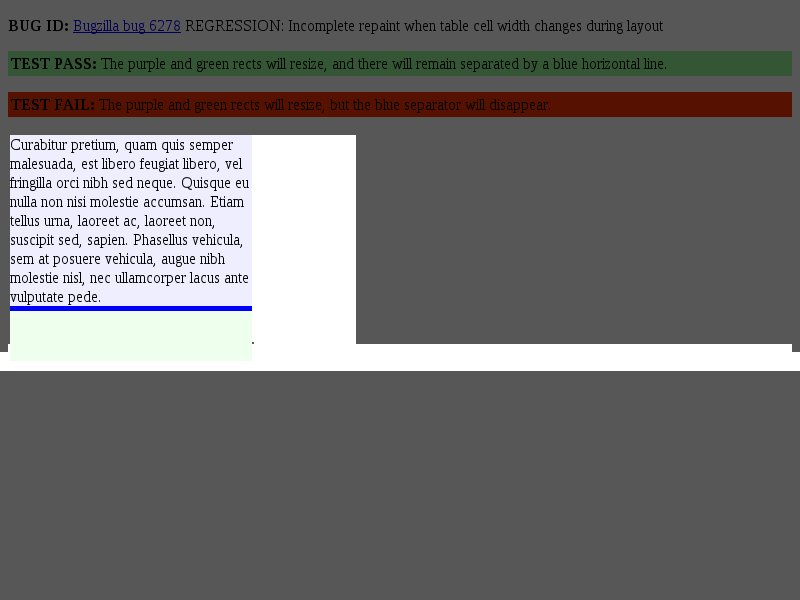 BUG ID: Bugzilla bug 6278 REGRESSION: Incomplete repaint when table cell width changes during layout
TEST PASS: The purple and green rects will resize, and there will remain separated by a blue horizontal line.
TEST FAIL: The purple and green rects will resize, but the blue separator will disappear.
Curabitur pretium, quam quis semper
malesuada, est libero feugiat libero, vel
fringilla orci nibh sed neque. Quisque eu
nulla non nisi molestie accumsan. Etiam
tellus urna, laoreet ac, laoreet non,
suscipit sed, sapien. Phasellus vehicula,
sem at posuere vehicula, augue nibh
molestie nisl, nec ullamcorper lacus ante
vulputate pede.